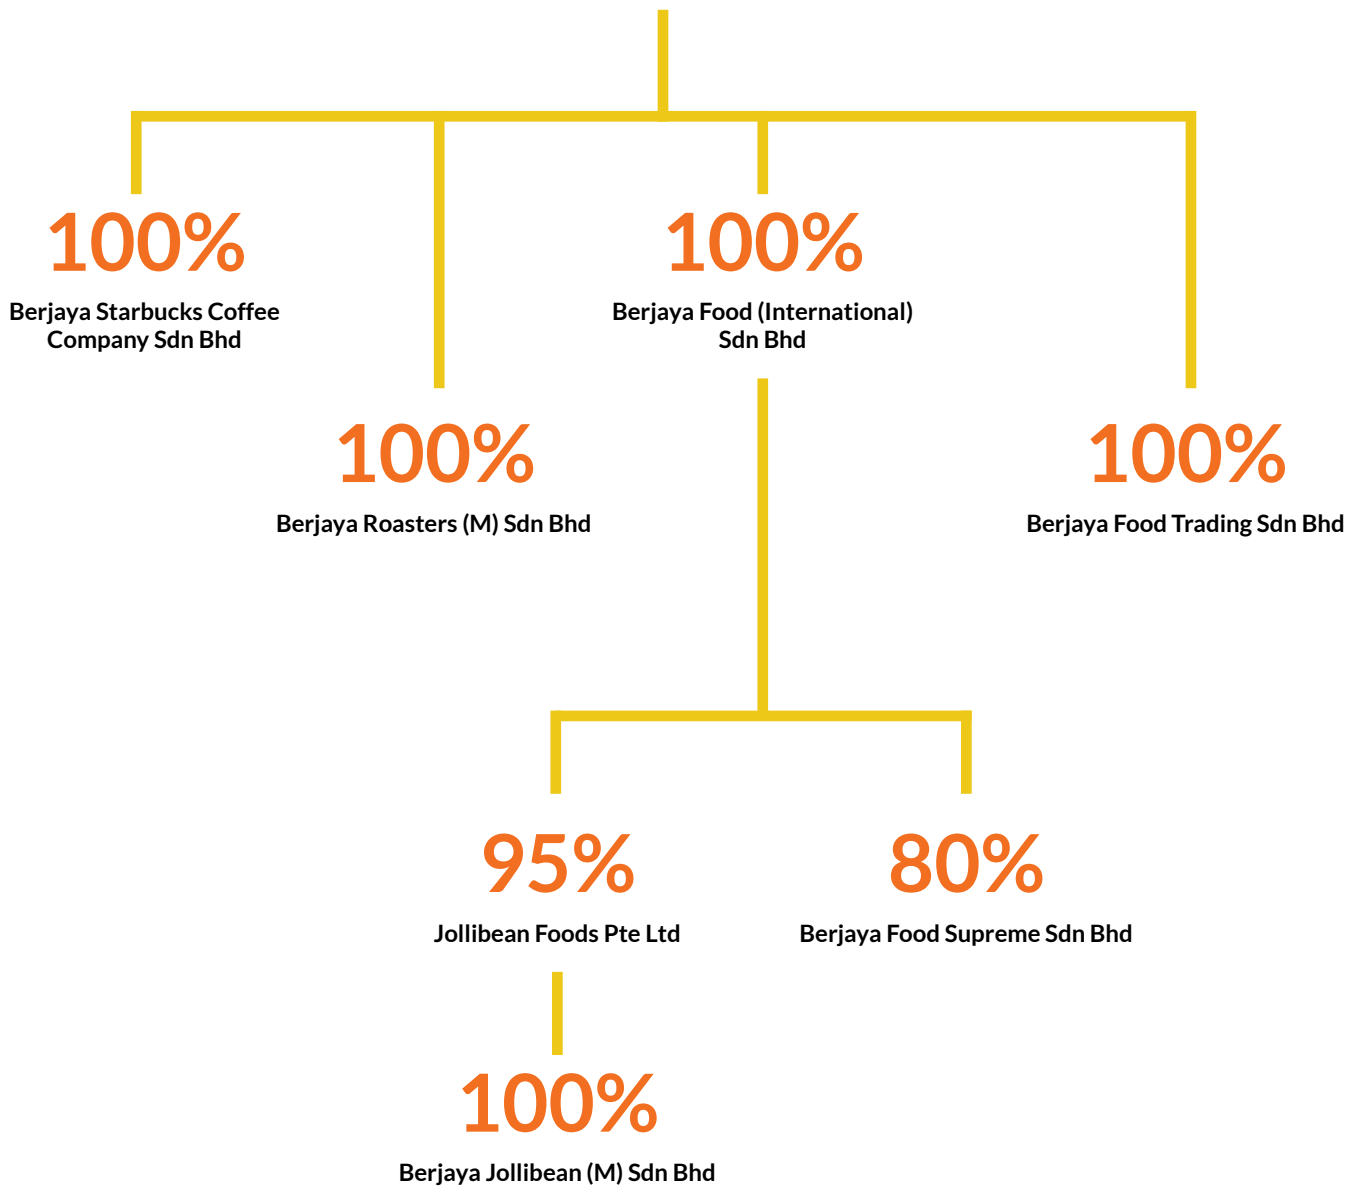 100%
Berjaya Starbucks Coffee
Company Sdn Bhd
100%
Berjaya Food (International)
Sdn Bhd
100%
Berjaya Roasters (M) Sdn Bhd
100%
Berjaya Food Trading Sdn Bhd
95%
Jollibean Foods Pte Ltd
80%
Berjaya Food Supreme Sdn Bhd
100%
Berjaya Jollibean (M) Sdn Bhd